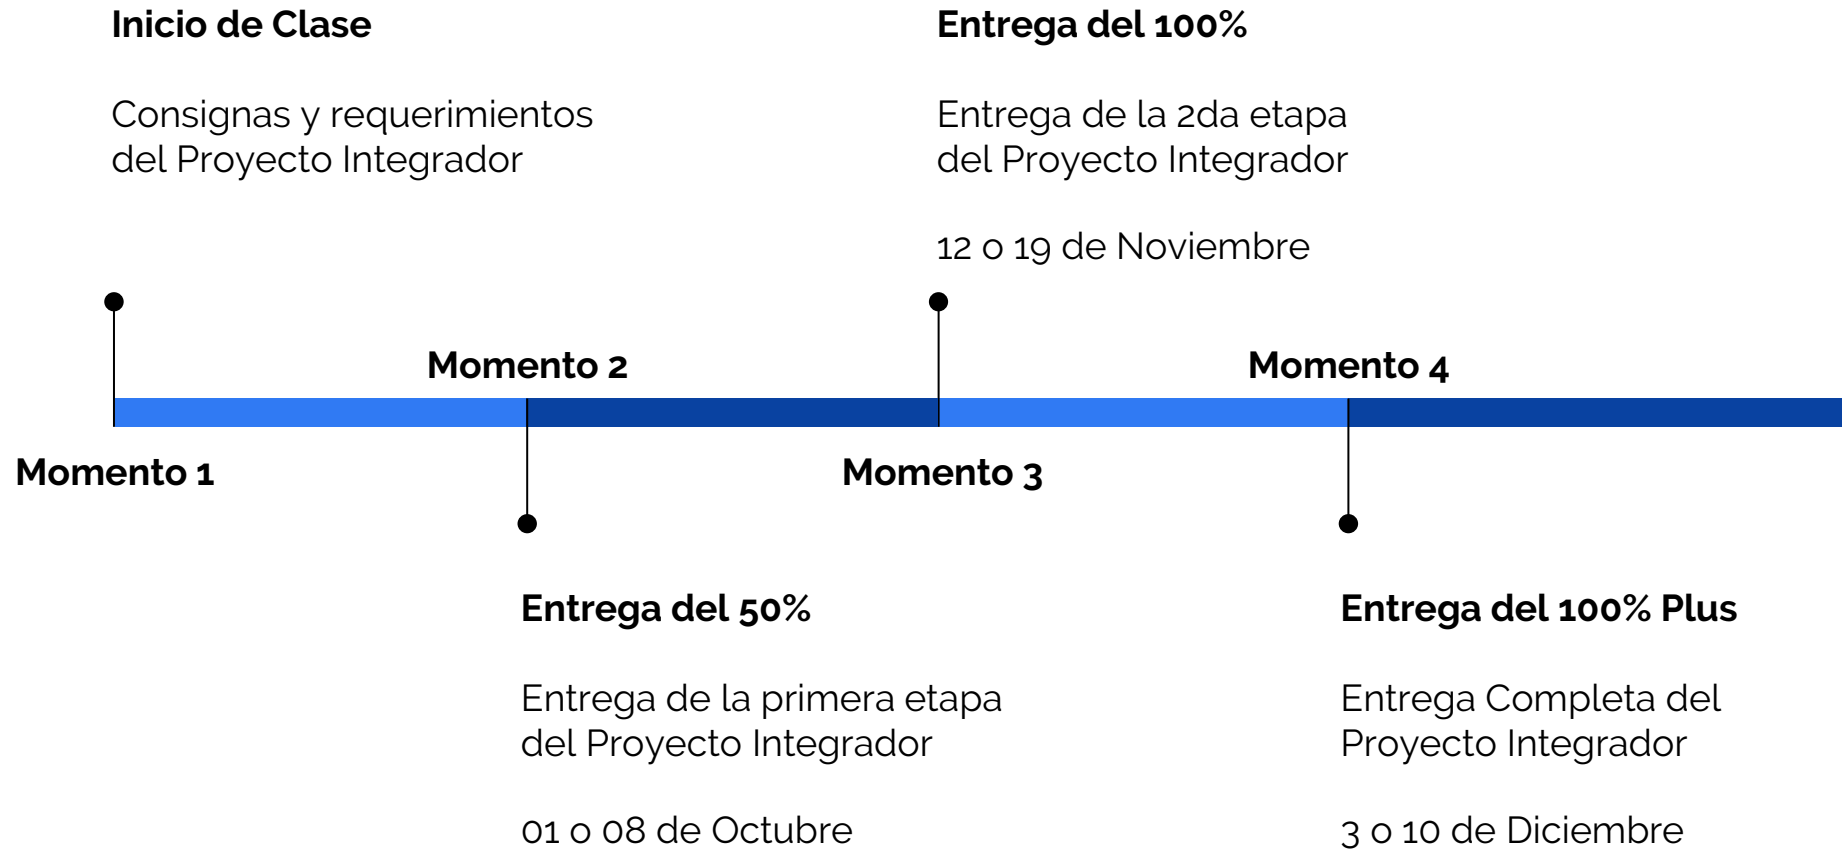 Inicio de Clase
Consignas y requerimientos
del Proyecto Integrador
Entrega del 100%
Entrega de la 2da etapa
del Proyecto Integrador
12 o 19 de Noviembre
Momento 2
Momento 4
Momento 1
Momento 3
Entrega del 50%
Entrega de la primera etapa
del Proyecto Integrador
01 o 08 de Octubre
Entrega del 100% Plus
Entrega Completa del
Proyecto Integrador
3 o 10 de Diciembre